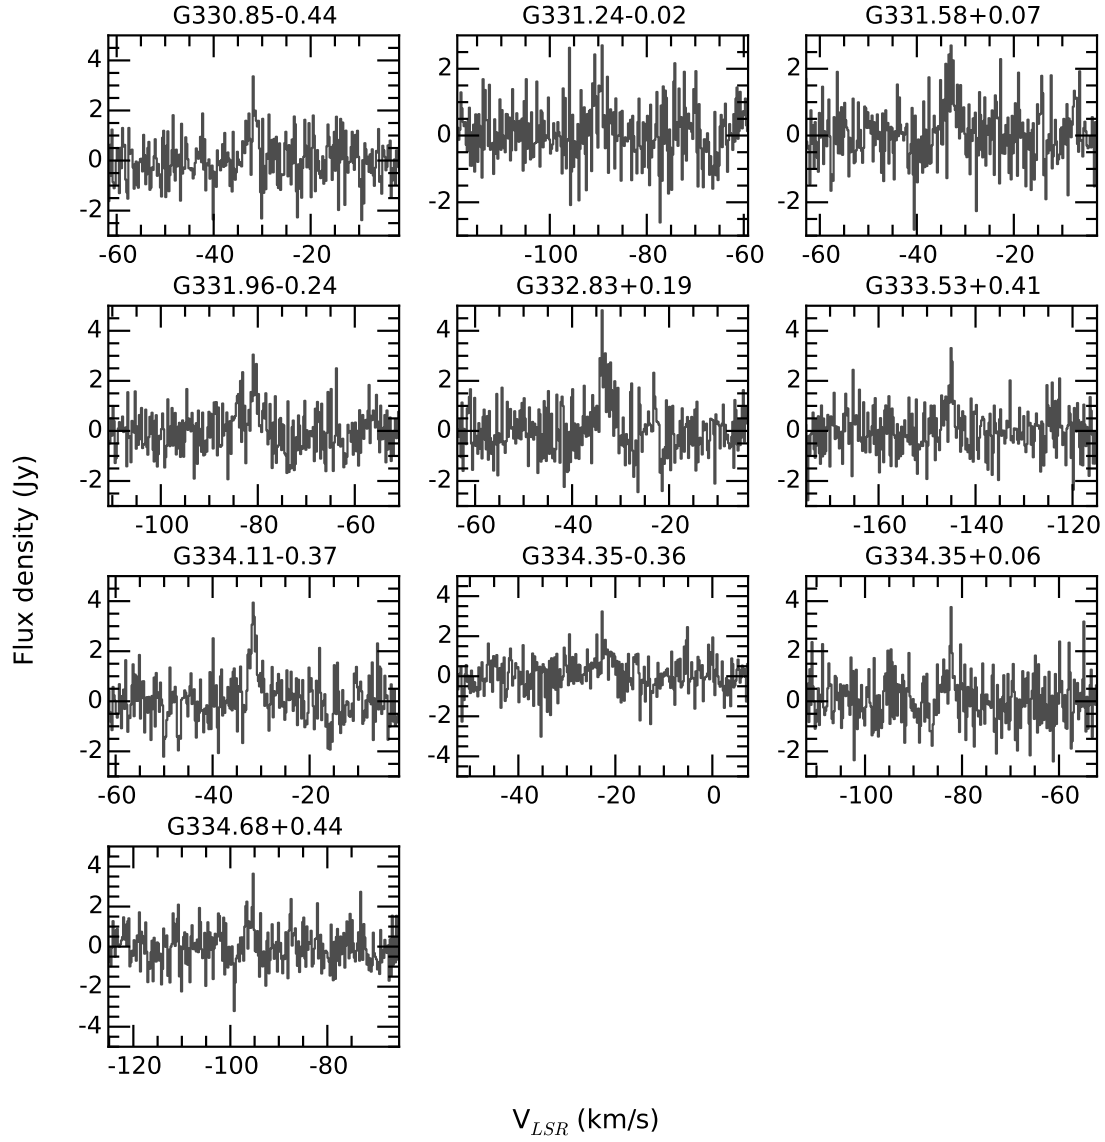 G330.85-0.44 G331.24-0.02 G331.58+0.07
4 2 0 -2
2 0 -2
2 0 -2
-60 -40 -20 -100 -80 -60 -60 -40 -20
G331.96-0.24 G332.83+0.19 G333.53+0.41
4 2 0 -2
4 2 0 -2
4 2 0 -2
-100 -80 -60 -60 -40 -20 -160 -140 -120
Flux density (Jy)
G334.11-0.37 G334.35-0.36 G334.35+0.06
4 2 0 -2
4 2 0 -2 -4
4 2 0 -2
-60 -40 -20 -40 -20 0 -100 -80 -60
G334.68+0.44
4 2 0 -2 -4
-120 -100 -80
V_LSR (km/s)